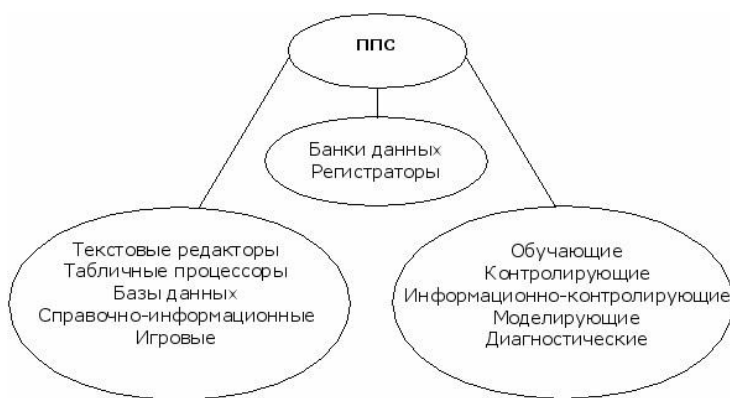 ППС
Банки данных
Регистраторы
Текстовые редакторы
Табличные процессоры
Базы данных
Справочно-информационные
Игровые
Обучающие
Контролирующие
Информационно-контролирующие
Моделирующие
Диагностические